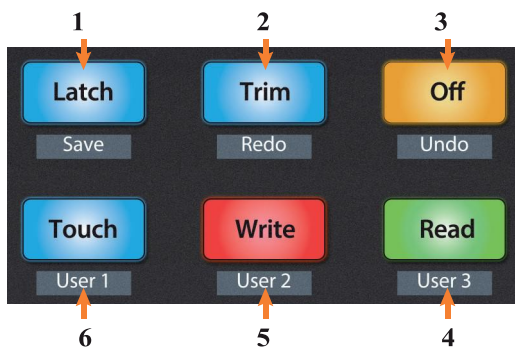 1 2 3
Latch Trim Off
Save Redo Undo
Touch Write Read
User 1 User 2 User 3
6 5 4